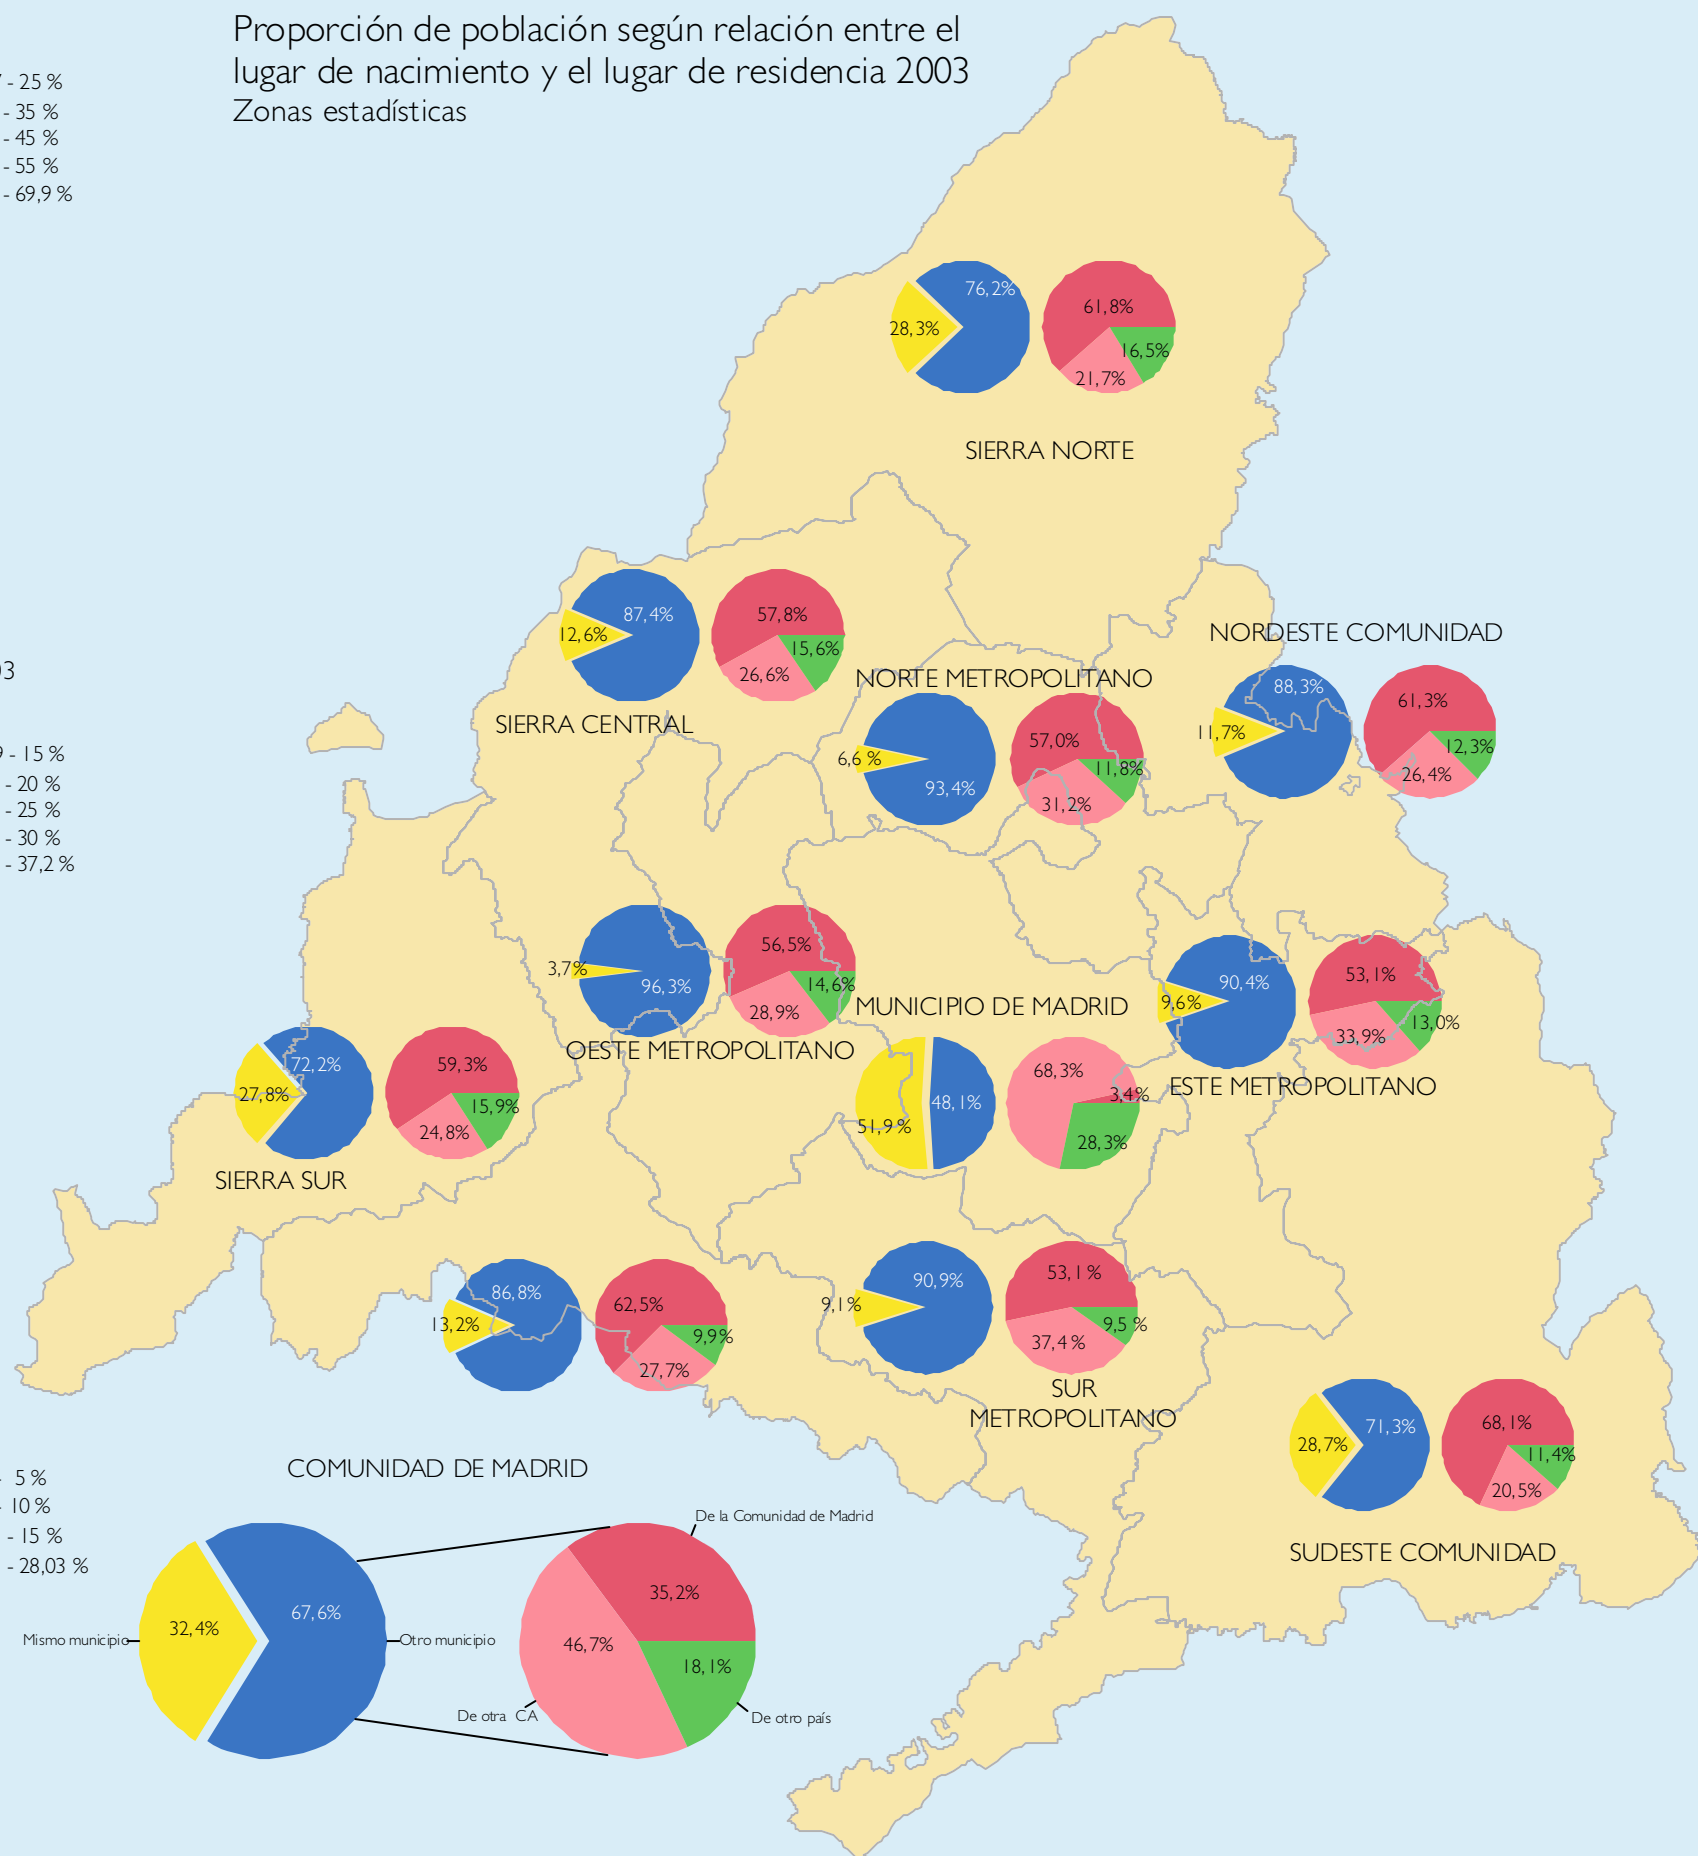 Proporción de población según relación entre el
lugar de nacimiento y el lugar de residencia 2003
Zonas estadísticas
- 25 %
- 35 %
- 45 %
- 55 %
- 69,9 %
76,2%
28,3%
61,8%
16,5%
21,7%
SIERRA NORTE
87,4%
12,6%
57,8%
15,6%
26,6%
SIERRA CENTRAL
NORTE METROPOLITANO
6,6 %
93,4%
57,0%
11,8%
31,2%
NORDESTE COMUNIDAD
88,3%
11,7%
61,3%
12,3%
26,4%
03
9 - 15 %
- 20 %
- 25 %
- 30 %
- 37,2 %
3,7%
96,3%
56,5%
14,6%
28,9%
OESTE METROPOLITANO
MUNICIPIO DE MADRID
51,9 %
48,1%
68,3%
3,4%
28,3%
90,4%
9,6%
53,1%
13,0%
33,9%
ESTE METROPOLITANO
72,2%
27,8%
59,3%
15,9%
24,8%
SIERRA SUR
86,8%
13,2%
62,5%
9,9%
27,7%
90,9%
9,1%
53,1 %
9,5 %
37,4 %
SUR
METROPOLITANO
71,3%
28,7%
68,1%
11,4%
20,5%
SUDESTE COMUNIDAD
- 5 %
- 10 %
- 15 %
- 28,03 %
COMUNIDAD DE MADRID
De la Comunidad de Madrid
67,6%
32,4%
35,2%
Mismo municipio
Otro municipio
46,7%
18,1%
De otra CA
De otro país